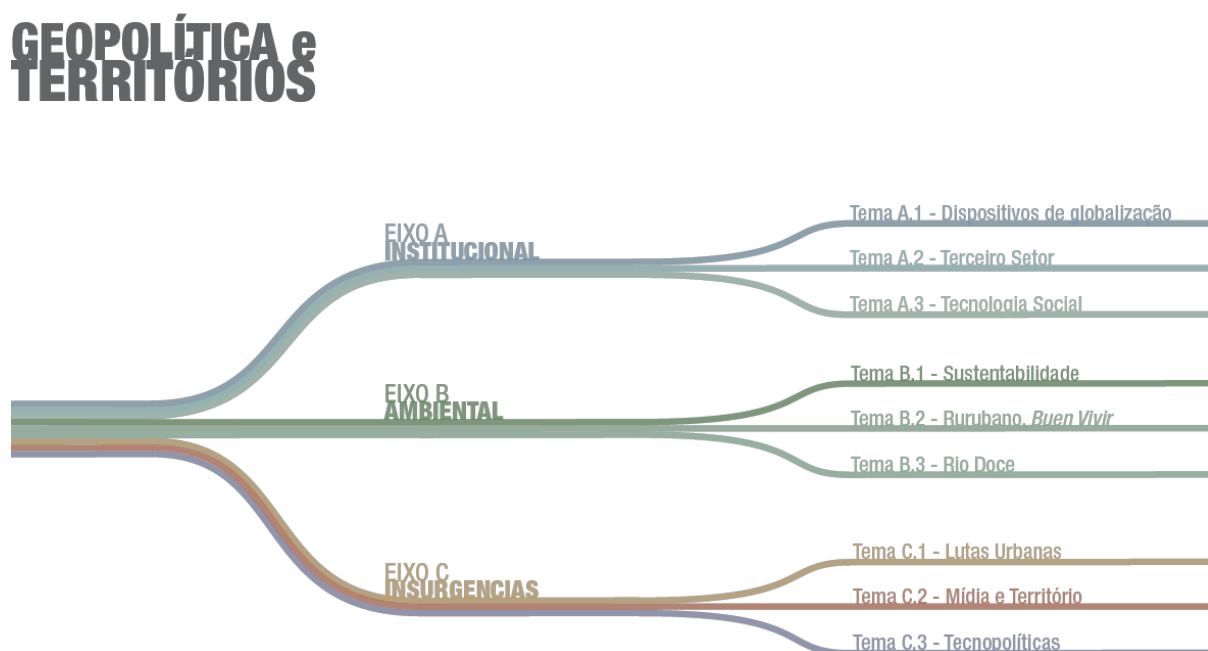 GEOPOLÍTICA e
TERRITÓRIOS
EIXO A
INSTITUCIONAL
Tema A.1 - Dispositivos de globalização
Tema A.2 - Terceiro Setor
Tema A.3 - Tecnologia Social
EIXO B
AMBIENTAL
Tema B.1 - Sustentabilidade
Tema B.2 - Rurubano, Buen Vivir
Tema B.3 - Rio Doce
EIXO C
INSURGENCIAS
Tema C.1 - Lutas Urbanas
Tema C.2 - Mídia e Território
Tema C.3 - Tecnopolíticas